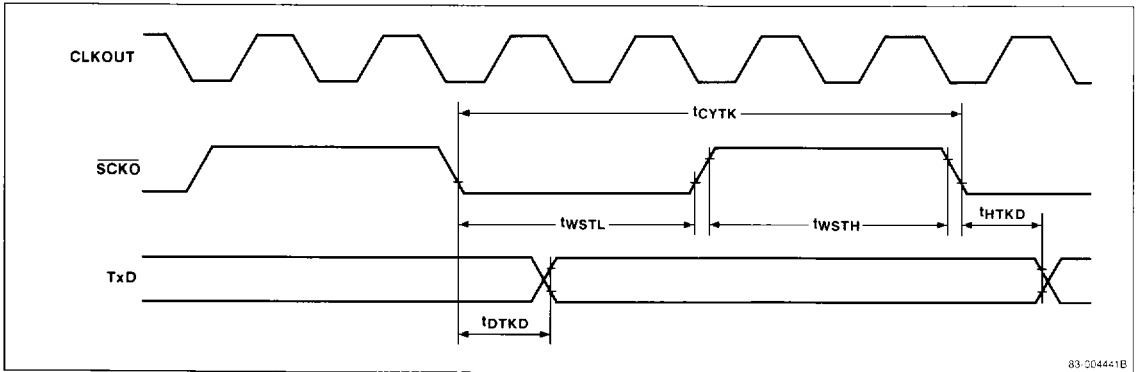 CLKOUT
tCYTK
SCKO
tWSTL
tWSTH
tHTKD
TxD
tDTKD
83-004441B